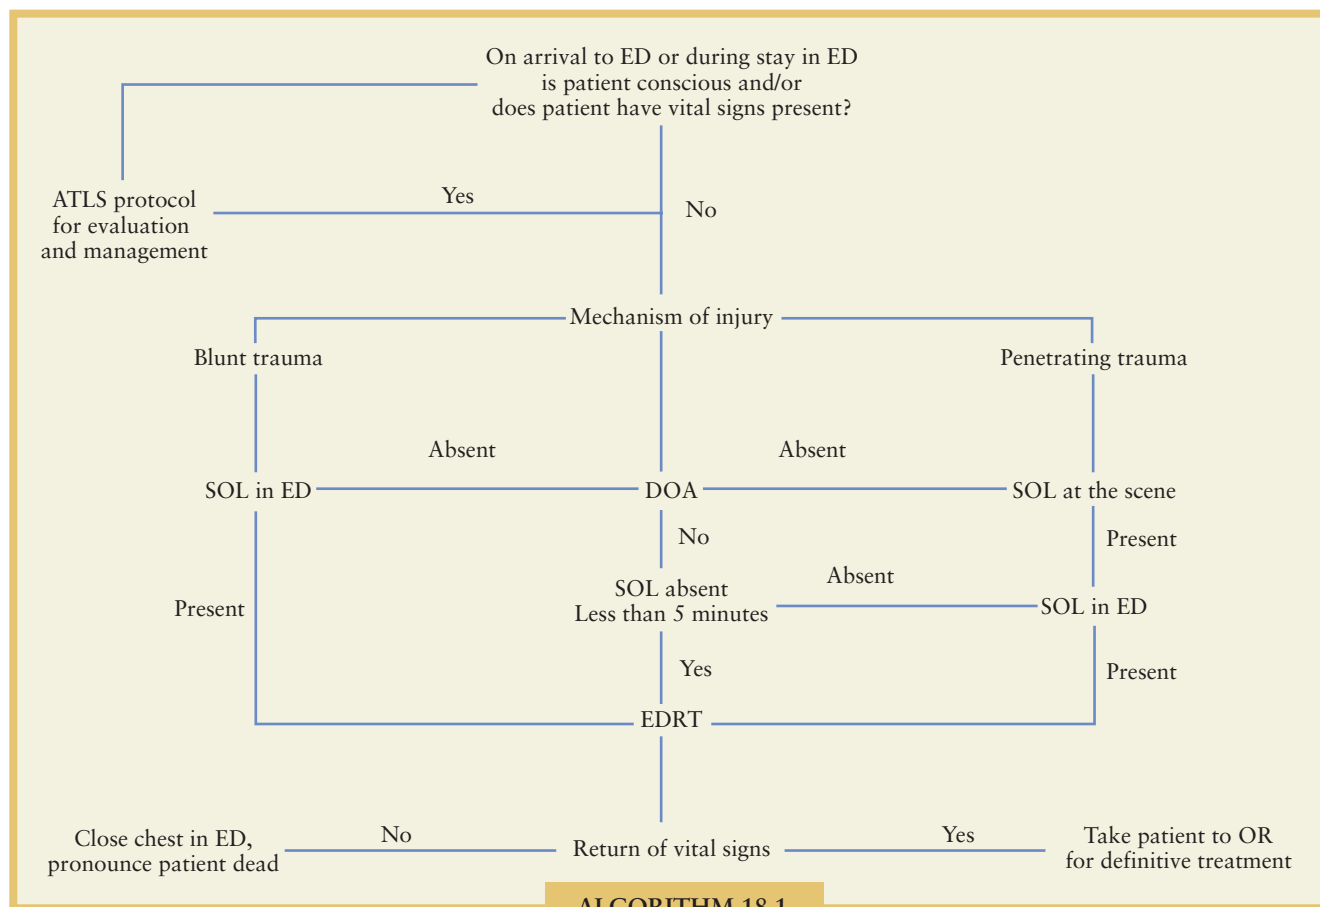 On arrival to ED or during stay in ED
is patient conscious and/or
does patient have vital signs present?
ATLS protocol
for evaluation
and management
Yes
No
Mechanism of injury
Blunt trauma
Penetrating trauma
Absent
Absent
SOL in ED
DOA
SOL at the scene
No
Present
SOL absent
Less than 5 minutes
Absent
SOL in ED
Present
Yes
Present
EDRT
Close chest in ED,
pronounce patient dead
No
Return of vital signs
Yes
Take patient to OR
for definitive treatment
ALGORITHM 18.1